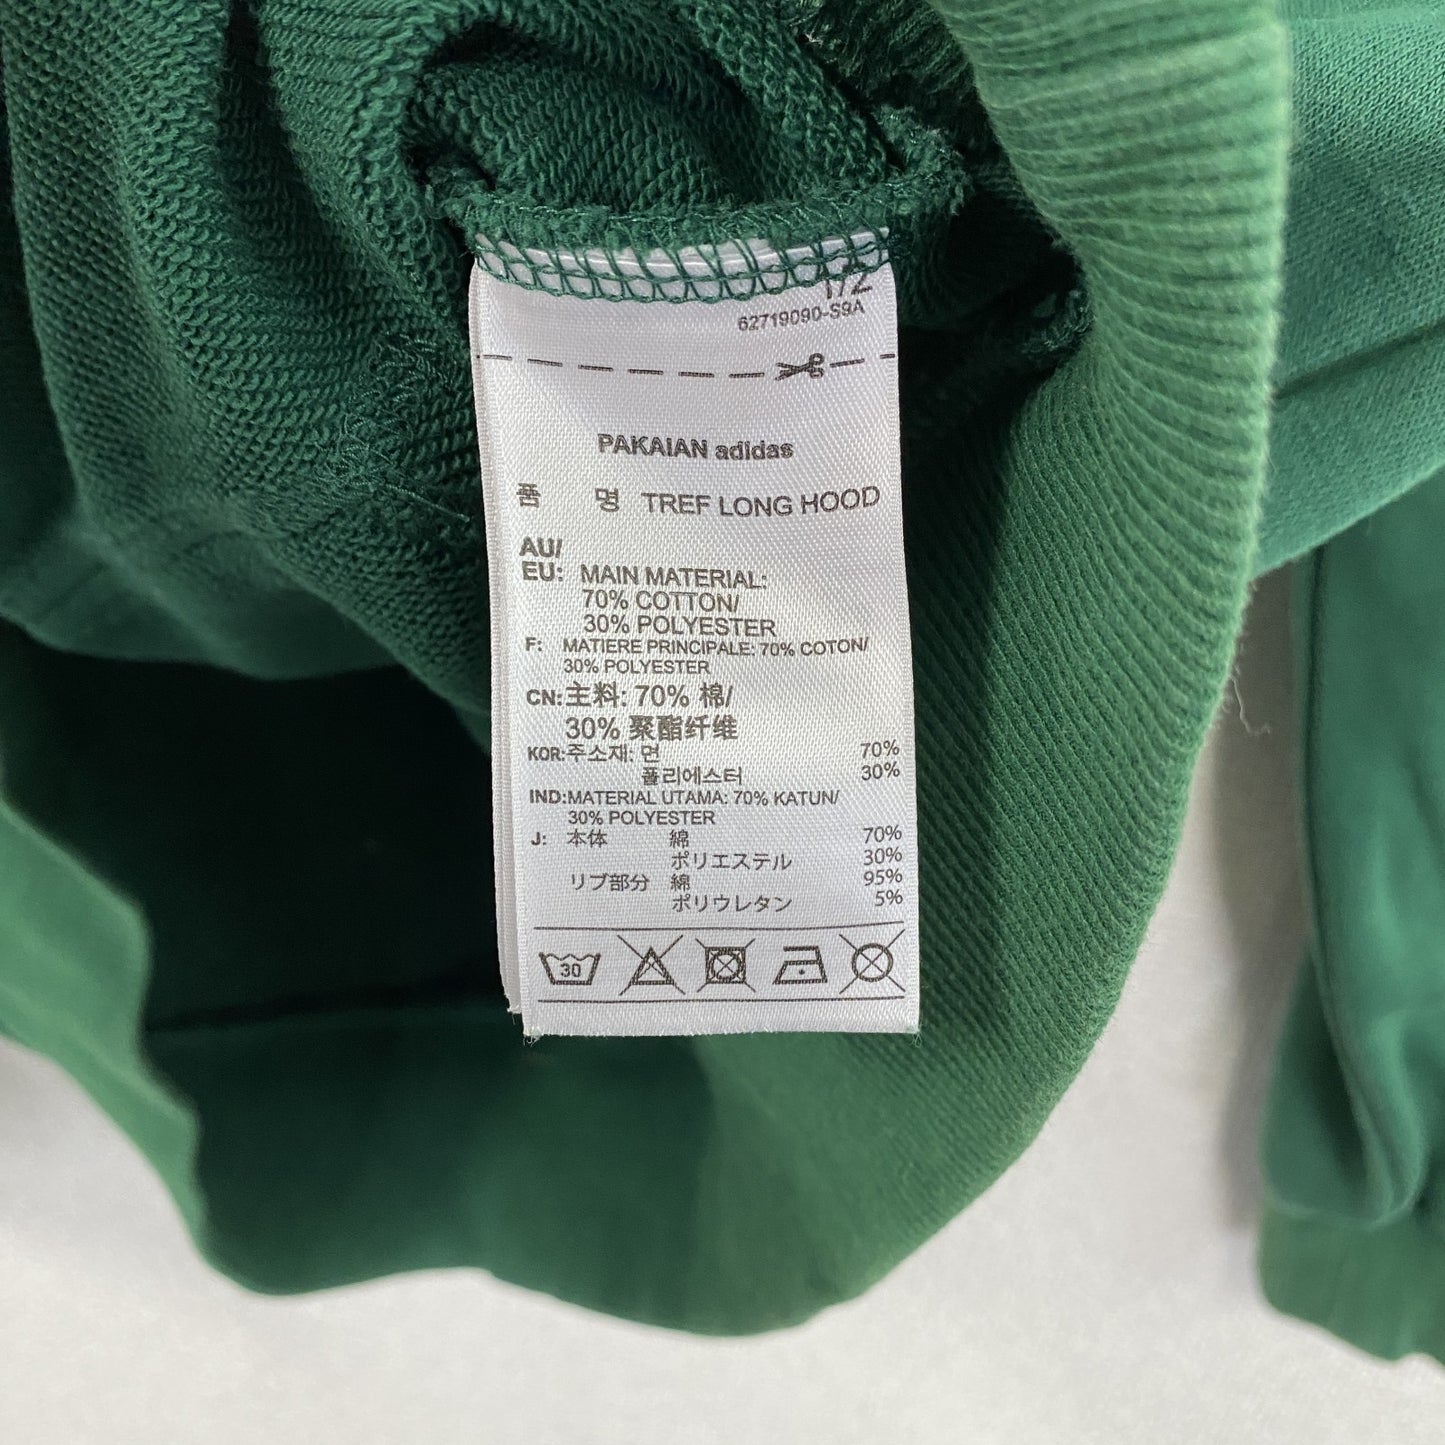 1/2
62719090-S9A
PAKAIAN adidas
품 명 TREF LONG HOOD
AU/
EU: MAIN MATERIAL:
70% COTTON/
30% POLYESTER
F: MATIERE PRINCIPALE: 70% COTON/
30% POLYESTER
CN: 主料: 70% 棉/
30% 聚酯纤维
KOR: 주소재: 면 70%
폴리에스터 30%
IND: MATERIAL UTAMA: 70% KATUN/
30% POLYESTER
J: 本体 綿 70%
ポリエステル 30%
リブ部分 綿 95%
ポリウレタン 5%
30